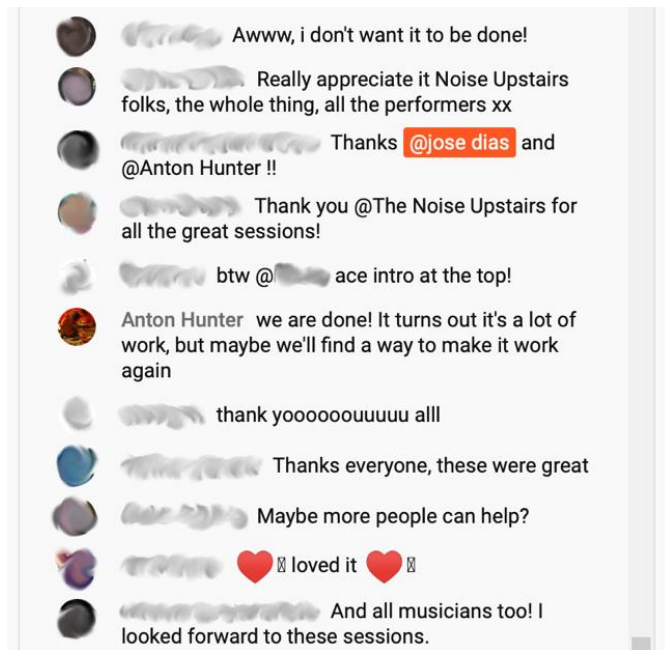 Awww, i don't want it to be done!
Really appreciate it Noise Upstairs
folks, the whole thing, all the performers xx
Thanks @jose dias and
@Anton Hunter !!
Thank you @The Noise Upstairs for
all the great sessions!
btw @ ace intro at the top!
Anton Hunter we are done! It turns out it's a lot of
work, but maybe we'll find a way to make it work
again
thank yoooooouuuuu alll
Thanks everyone, these were great
Maybe more people can help?
loved it
And all musicians too! I
looked forward to these sessions.